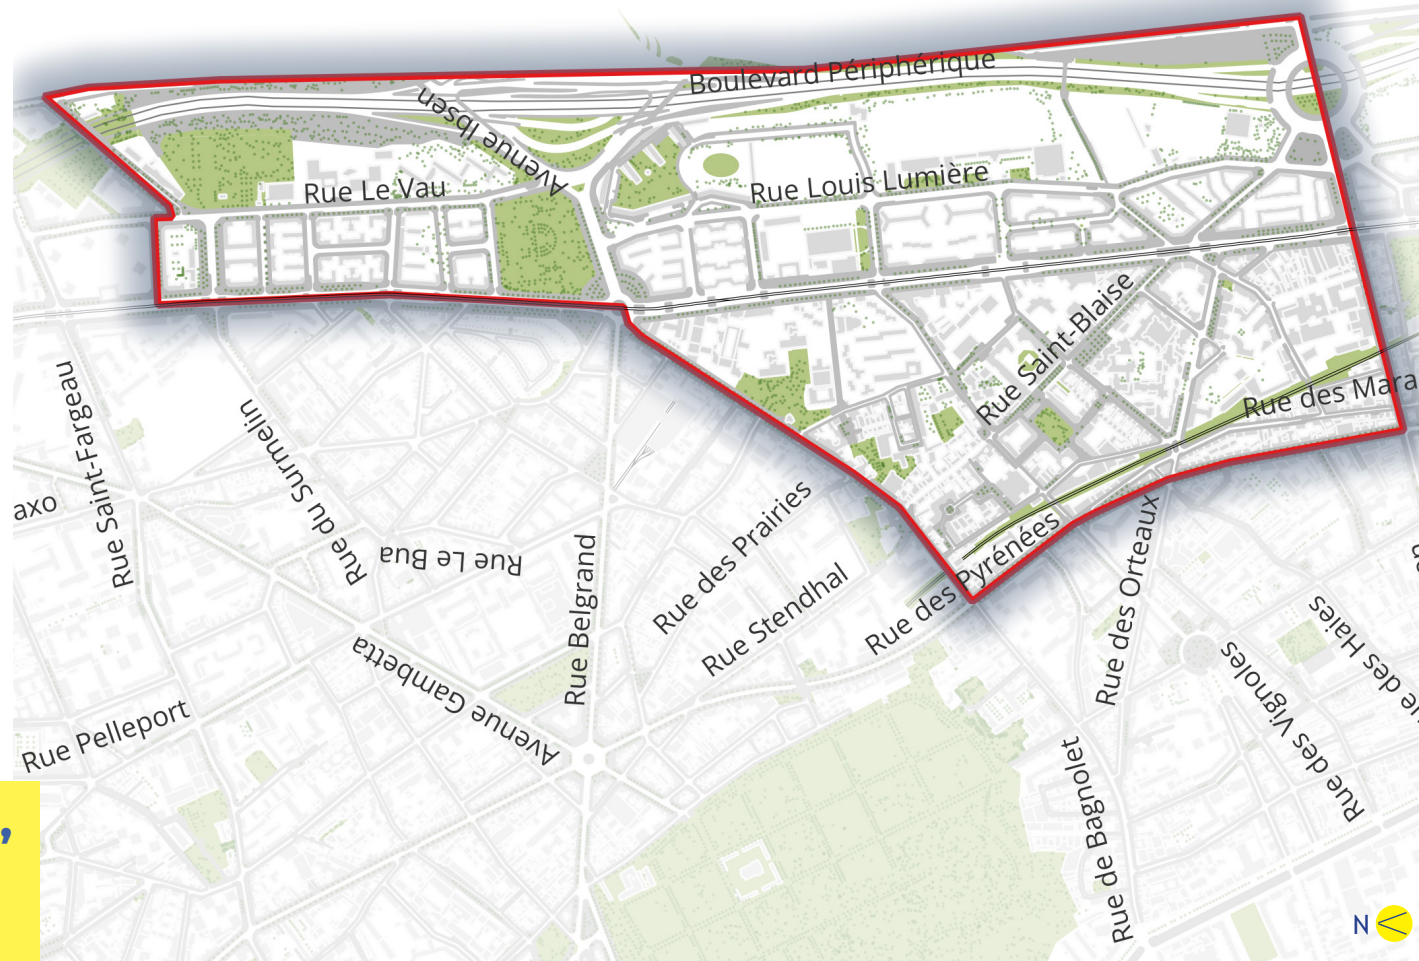 Boulevard Périphérique
Avenue Ibsen
Rue Le Vau
Rue Louis Lumière
Rue Saint-Blaise
Rue des Mara
Rue Saint-Fargeau
Rue du Surmelin
axo
Rue Le Bua
Rue Belgrand
Rue des Prairies
Rue Stendhal
Rue des Pyrénées
Rue des Orteaux
ue des Haies
Rue des Vignoles
Avenue Gambetta
Rue Pelleport
Rue de Bagnolet
,
N